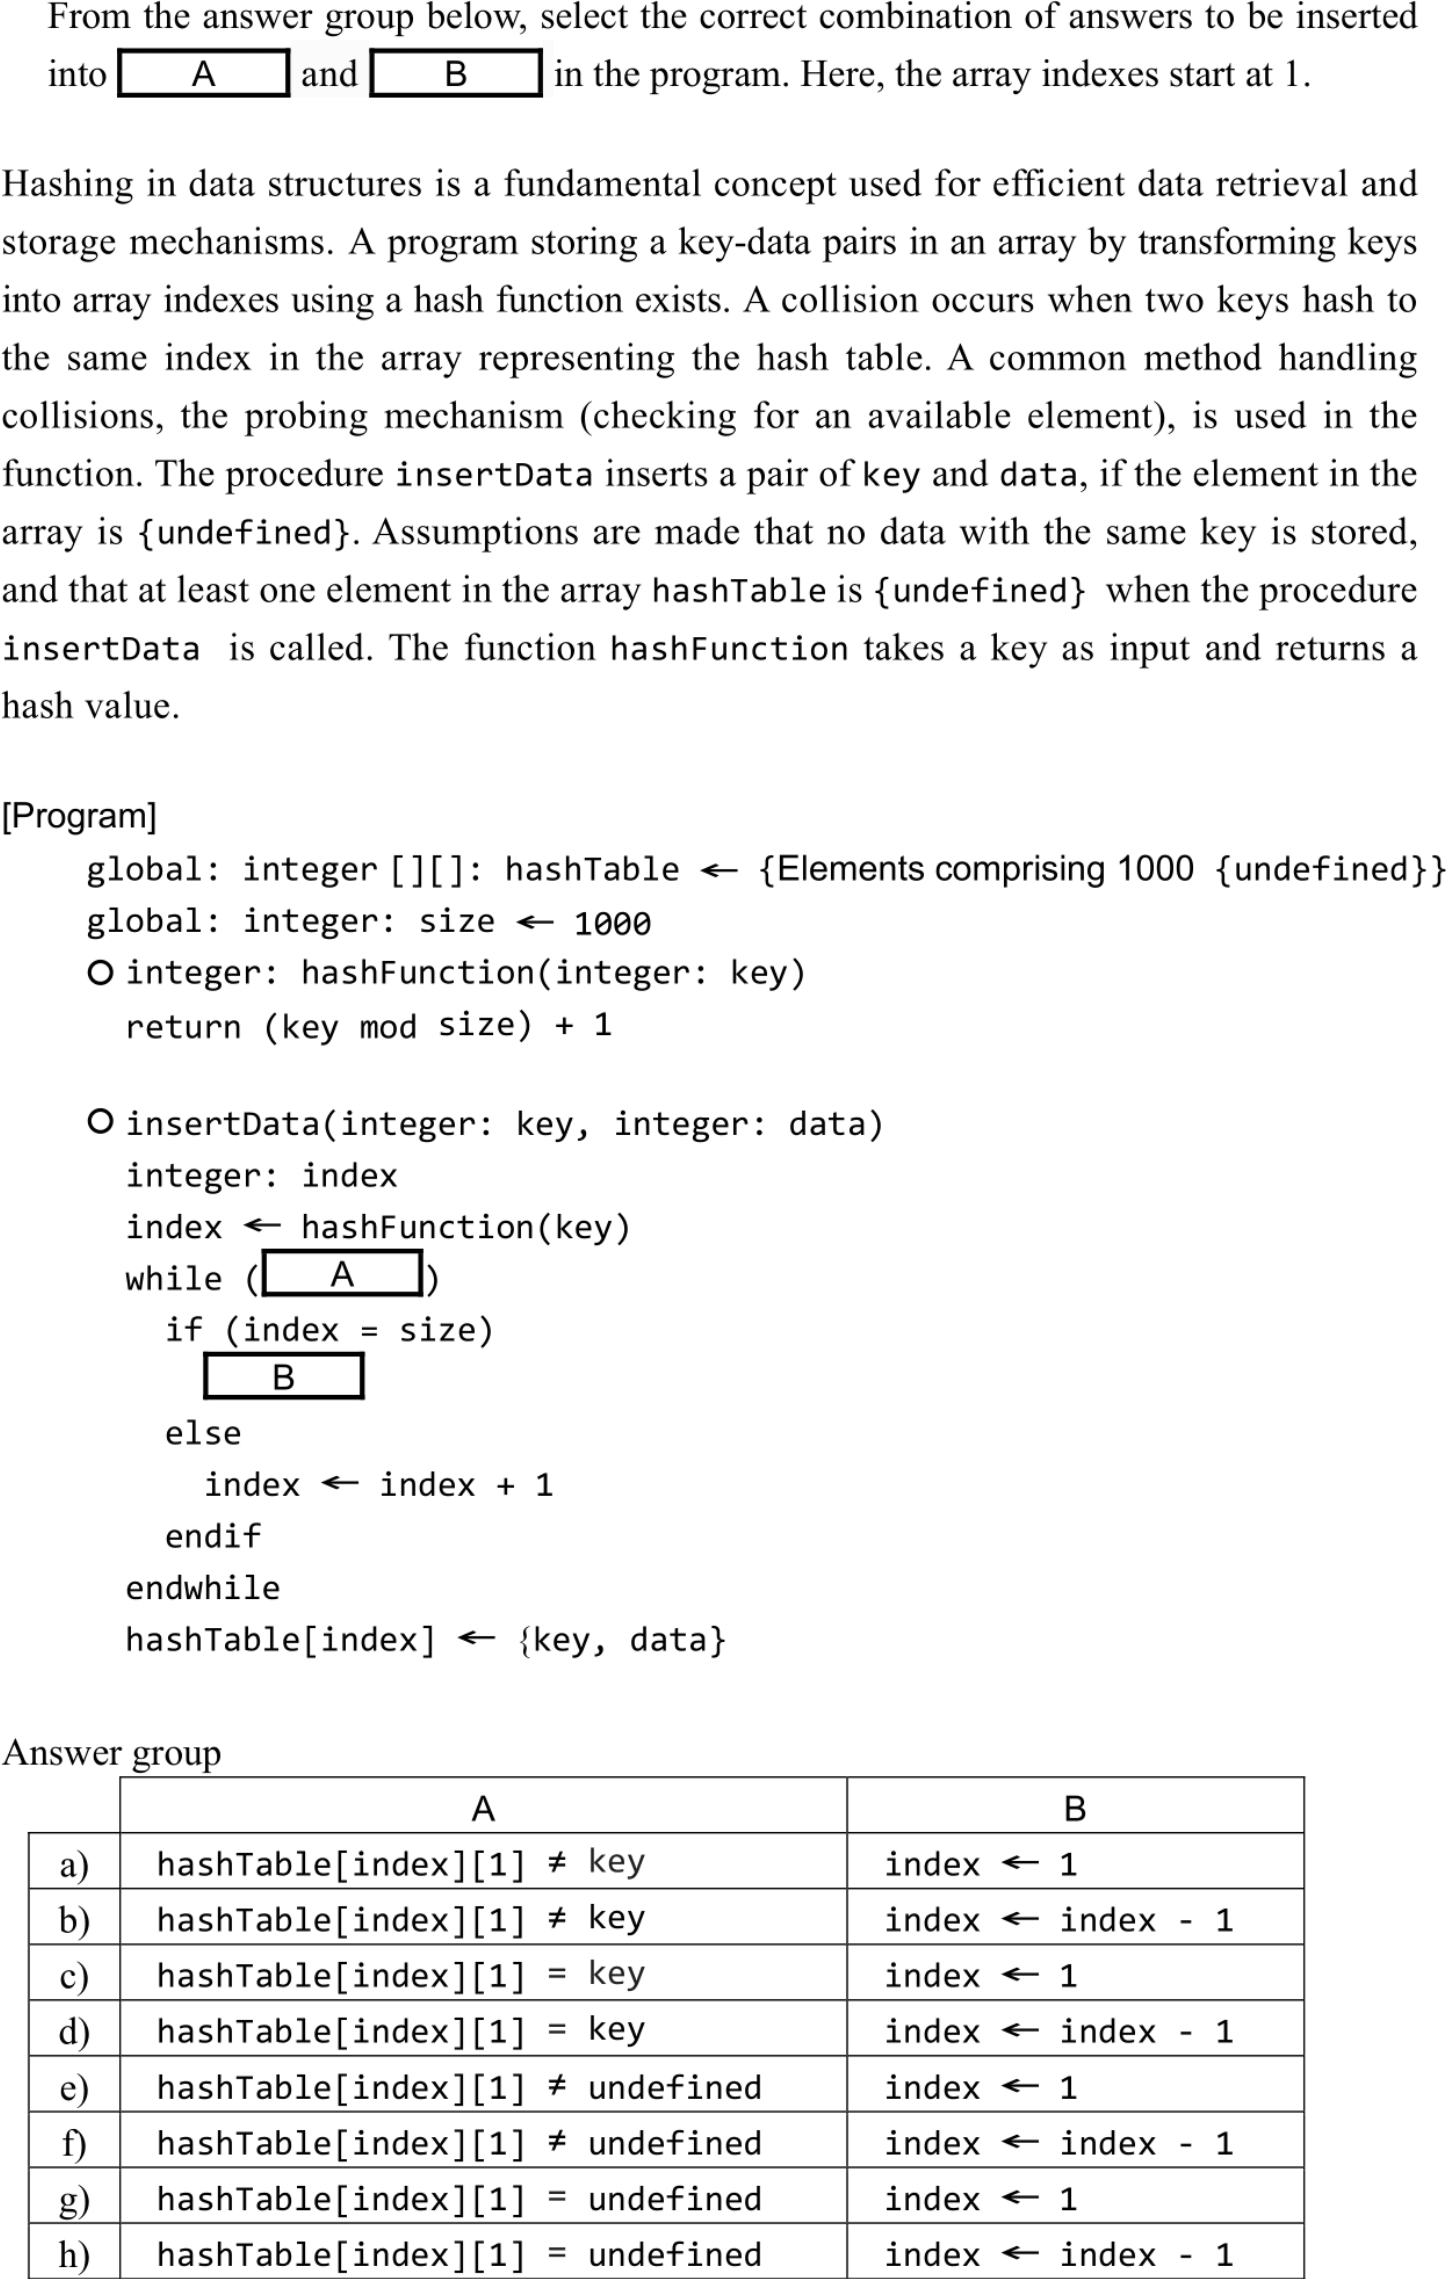 From the answer group below, select the correct combination of answers to be inserted
into A and B in the program. Here, the array indexes start at 1.
Hashing in data structures is a fundamental concept used for efficient data retrieval and
storage mechanisms. A program storing a key-data pairs in an array by transforming keys
into array indexes using a hash function exists. A collision occurs when two keys hash to
the same index in the array representing the hash table. A common method handling
collisions, the probing mechanism (checking for an available element), is used in the
function. The procedure insertData inserts a pair of key and data, if the element in the
array is {undefined}. Assumptions are made that no data with the same key is stored,
and that at least one element in the array hashTable is {undefined} when the procedure
insertData is called. The function hashFunction takes a key as input and returns a
hash value.
[Program]
global: integer [][]: hashTable ← {Elements comprising 1000 {undefined}}
global: integer: size ← 1000
○ integer: hashFunction(integer: key)
return (key mod size) + 1
○ insertData(integer: key, integer: data)
integer: index
index ← hashFunction(key)
while ( A )
if (index = size)
B
else
index ← index + 1
endif
endwhile
hashTable[index] ← {key, data}
Answer group
A B
a) hashTable[index][1] ≠ key index ← 1
b) hashTable[index][1] ≠ key index ← index - 1
c) hashTable[index][1] = key index ← 1
d) hashTable[index][1] = key index ← index - 1
e) hashTable[index][1] ≠ undefined index ← 1
f) hashTable[index][1] ≠ undefined index ← index - 1
g) hashTable[index][1] = undefined index ← 1
h) hashTable[index][1] = undefined index ← index - 1